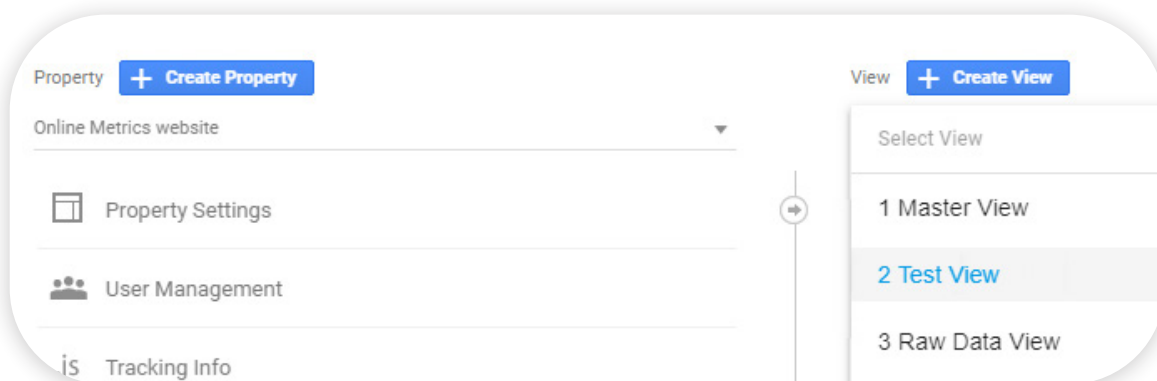 Property + Create Property
Online Metrics website
Property Settings
User Management
is Tracking Info
View + Create View
Select View
1 Master View
2 Test View
3 Raw Data View